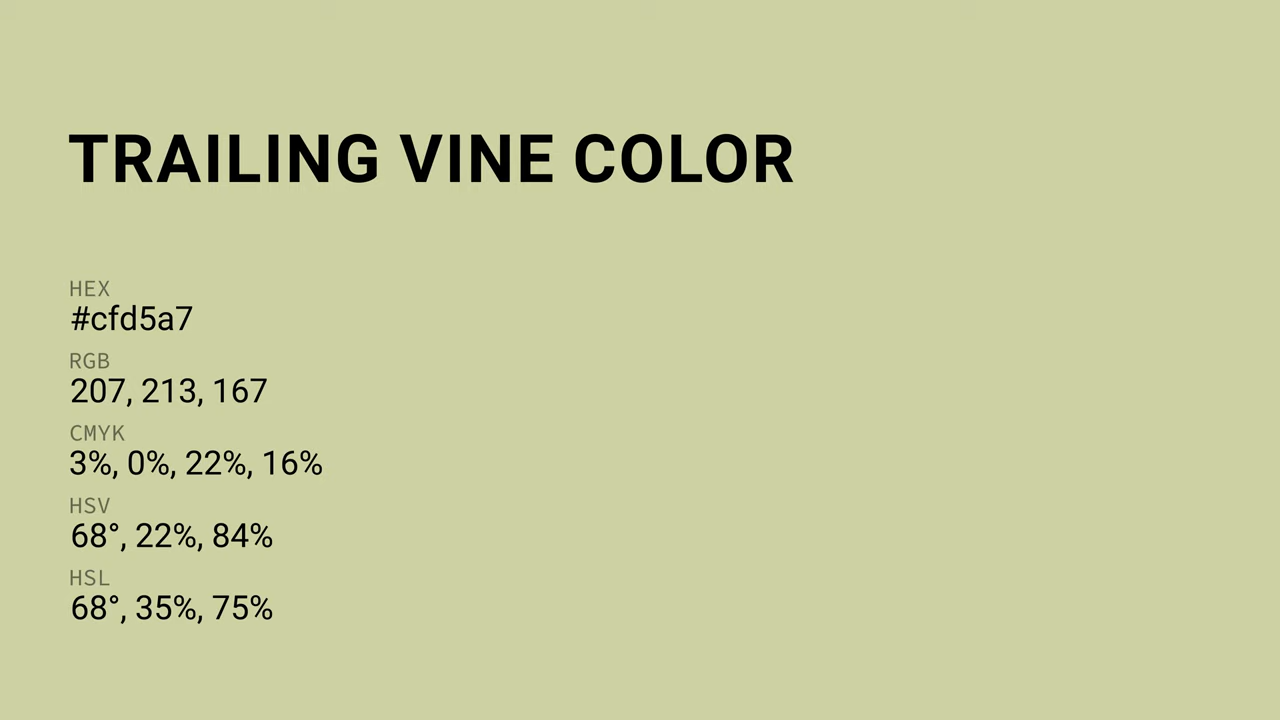 TRAILING VINE COLOR
HEX
#cfd5a7
RGB
207, 213, 167
CMYK
3%, 0%, 22%, 16%
HSV
68°, 22%, 84%
HSL
68°, 35%, 75%